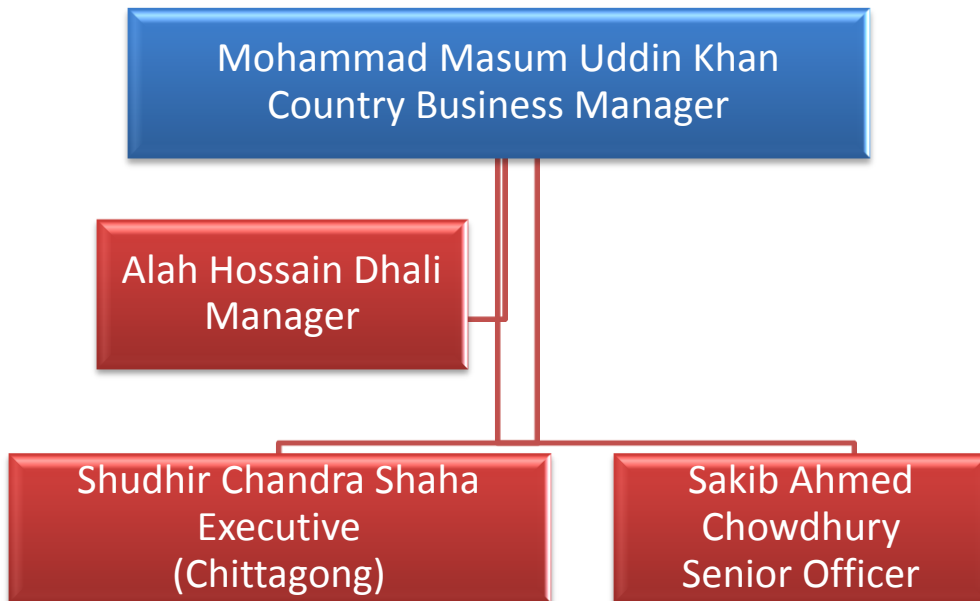 Mohammad Masum Uddin Khan
Country Business Manager
Alah Hossain Dhali
Manager
Shudhir Chandra Shaha
Executive
(Chittagong)
Sakib Ahmed
Chowdhury
Senior Officer